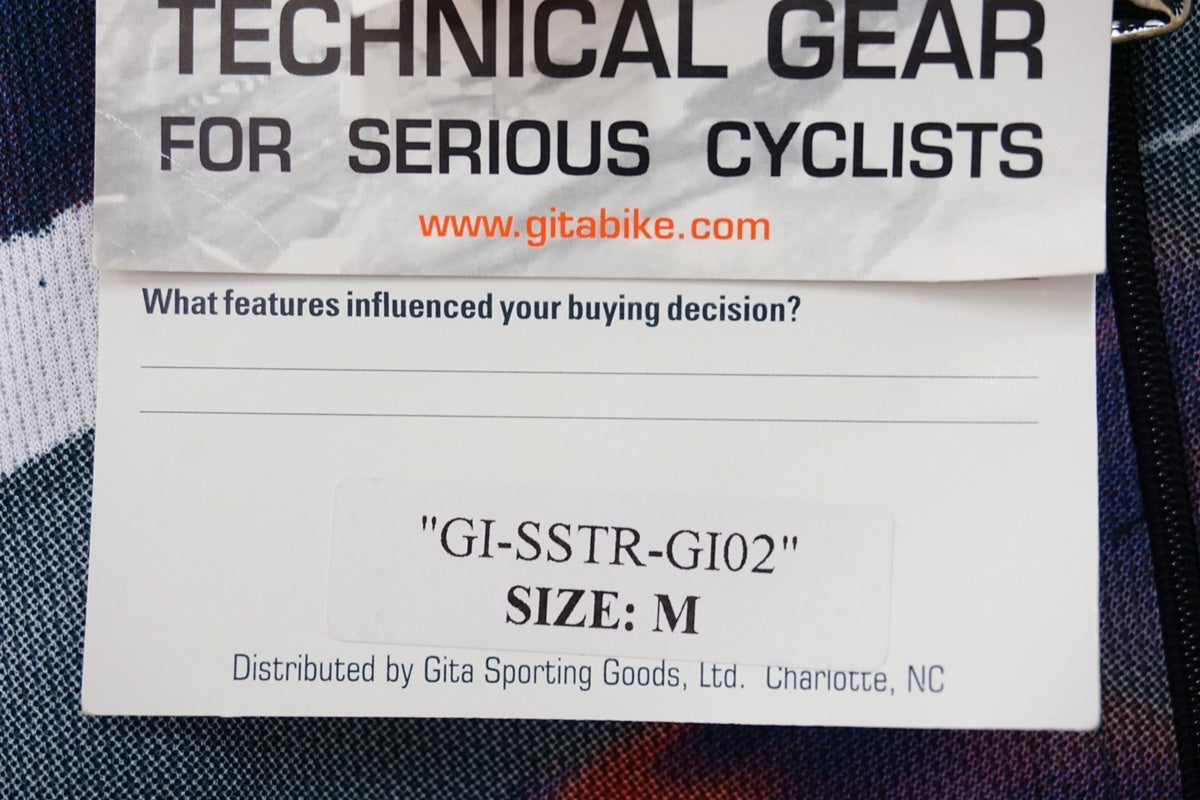 TECHNICAL GEAR
FOR SERIOUS CYCLISTS
www.gitabike.com
What features influenced your buying decision?
"GI-SSTR-GI02"
SIZE: M
Distributed by Gita Sporting Goods, Ltd. Charlotte, NC